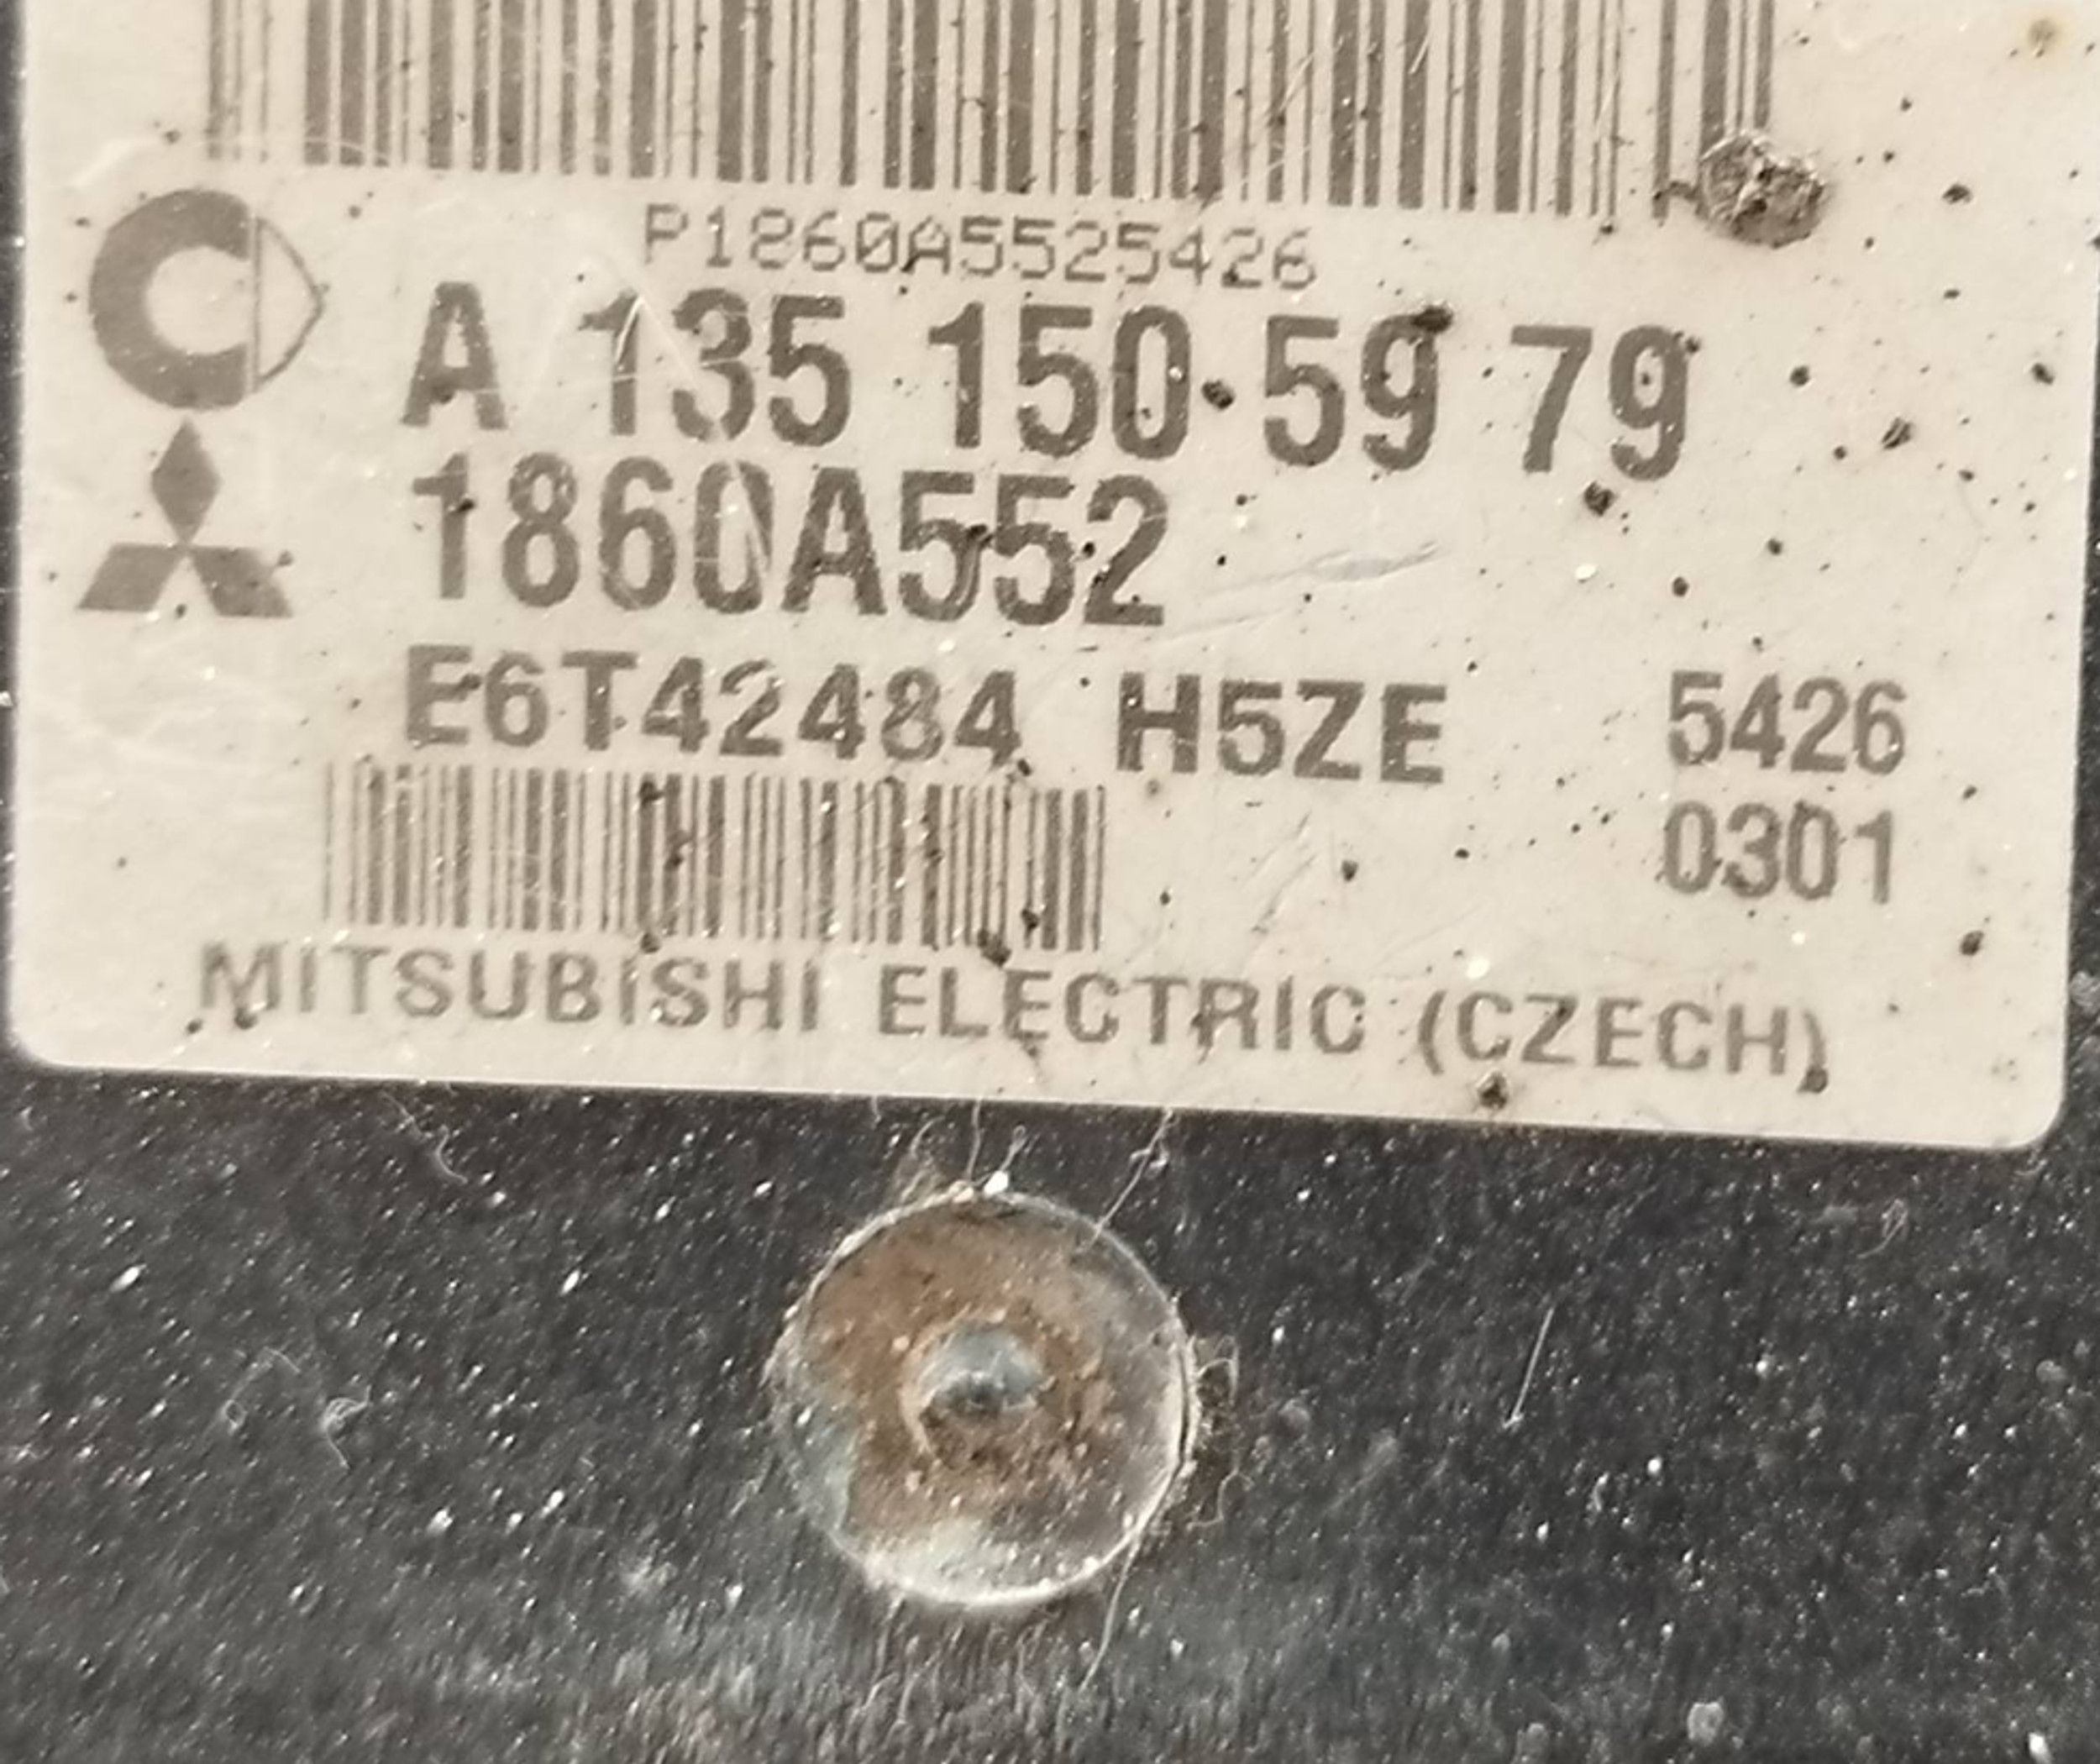 P1860A5525426
A 135 150 59 79
1860A552
E6T42484 H5ZE 5426
0301
MITSUBISHI ELECTRIC (CZECH)